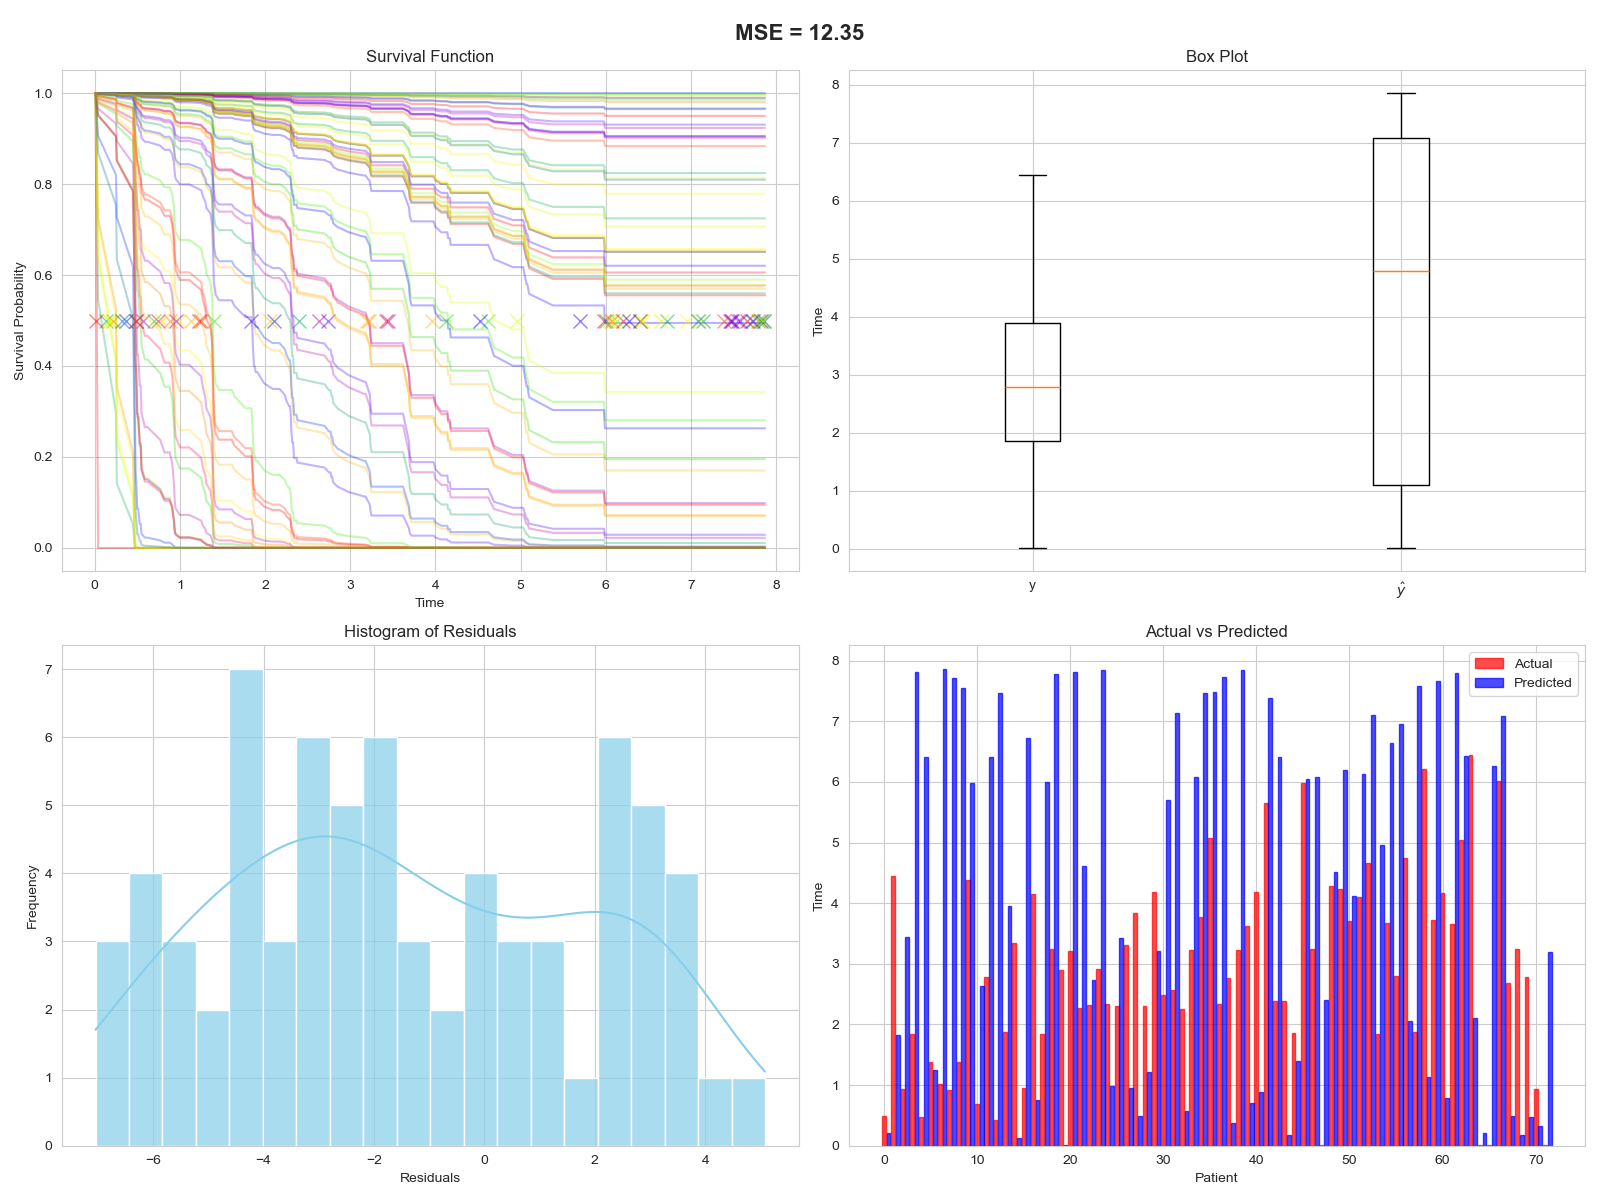 MSE = 12.35
Survival Function
Survival Probability
1.0
0.8
0.6
0.4
0.2
0.0
0 1 2 3 4 5 6 7 8
Time
Box Plot
Time
8
7
6
5
4
3
2
1
0
y ŷ
Histogram of Residuals
Frequency
7
6
5
4
3
2
1
0
−6 −4 −2 0 2 4
Residuals
Actual vs Predicted
Actual
Predicted
Time
8
7
6
5
4
3
2
1
0
0 10 20 30 40 50 60 70
Patient